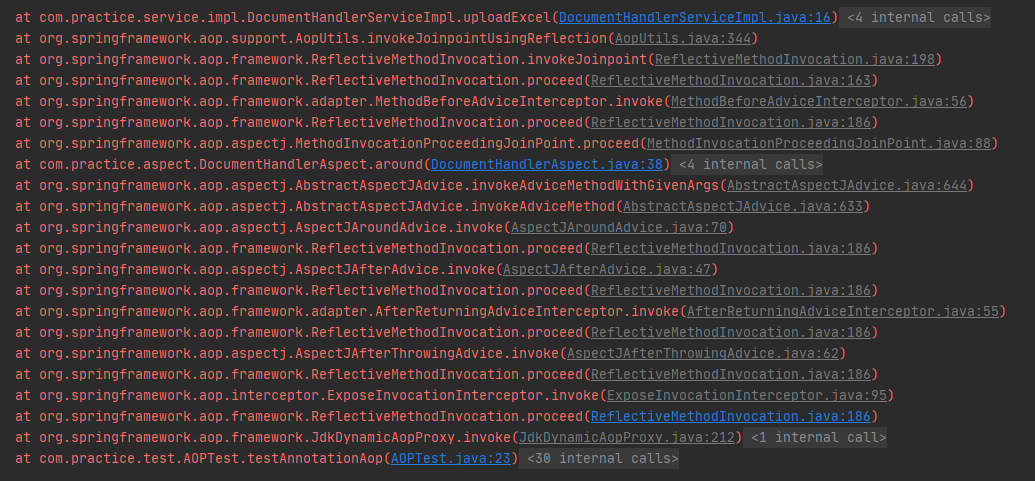 at com.practice.service.impl.DocumentHandlerServiceImpl.uploadExcel(DocumentHandlerServiceImpl.java:16) <4 internal calls>
at org.springframework.aop.support.AopUtils.invokeJoinpointUsingReflection(AopUtils.java:344)
at org.springframework.aop.framework.ReflectiveMethodInvocation.invokeJoinpoint(ReflectiveMethodInvocation.java:198)
at org.springframework.aop.framework.ReflectiveMethodInvocation.proceed(ReflectiveMethodInvocation.java:163)
at org.springframework.aop.framework.adapter.MethodBeforeAdviceInterceptor.invoke(MethodBeforeAdviceInterceptor.java:56)
at org.springframework.aop.framework.ReflectiveMethodInvocation.proceed(ReflectiveMethodInvocation.java:186)
at org.springframework.aop.aspectj.MethodInvocationProceedingJoinPoint.proceed(MethodInvocationProceedingJoinPoint.java:88)
at com.practice.aspect.DocumentHandlerAspect.around(DocumentHandlerAspect.java:38) <4 internal calls>
at org.springframework.aop.aspectj.AbstractAspectJAdvice.invokeAdviceMethodWithGivenArgs(AbstractAspectJAdvice.java:644)
at org.springframework.aop.aspectj.AbstractAspectJAdvice.invokeAdviceMethod(AbstractAspectJAdvice.java:633)
at org.springframework.aop.aspectj.AspectJAroundAdvice.invoke(AspectJAroundAdvice.java:70)
at org.springframework.aop.framework.ReflectiveMethodInvocation.proceed(ReflectiveMethodInvocation.java:186)
at org.springframework.aop.aspectj.AspectJAfterAdvice.invoke(AspectJAfterAdvice.java:47)
at org.springframework.aop.framework.ReflectiveMethodInvocation.proceed(ReflectiveMethodInvocation.java:186)
at org.springframework.aop.framework.adapter.AfterReturningAdviceInterceptor.invoke(AfterReturningAdviceInterceptor.java:55)
at org.springframework.aop.framework.ReflectiveMethodInvocation.proceed(ReflectiveMethodInvocation.java:186)
at org.springframework.aop.aspectj.AspectJAfterThrowingAdvice.invoke(AspectJAfterThrowingAdvice.java:62)
at org.springframework.aop.framework.ReflectiveMethodInvocation.proceed(ReflectiveMethodInvocation.java:186)
at org.springframework.aop.interceptor.ExposeInvocationInterceptor.invoke(ExposeInvocationInterceptor.java:95)
at org.springframework.aop.framework.ReflectiveMethodInvocation.proceed(ReflectiveMethodInvocation.java:186)
at org.springframework.aop.framework.JdkDynamicAopProxy.invoke(JdkDynamicAopProxy.java:212) <1 internal call>
at com.practice.test.AOPTest.testAnnotationAop(AOPTest.java:23) <30 internal calls>